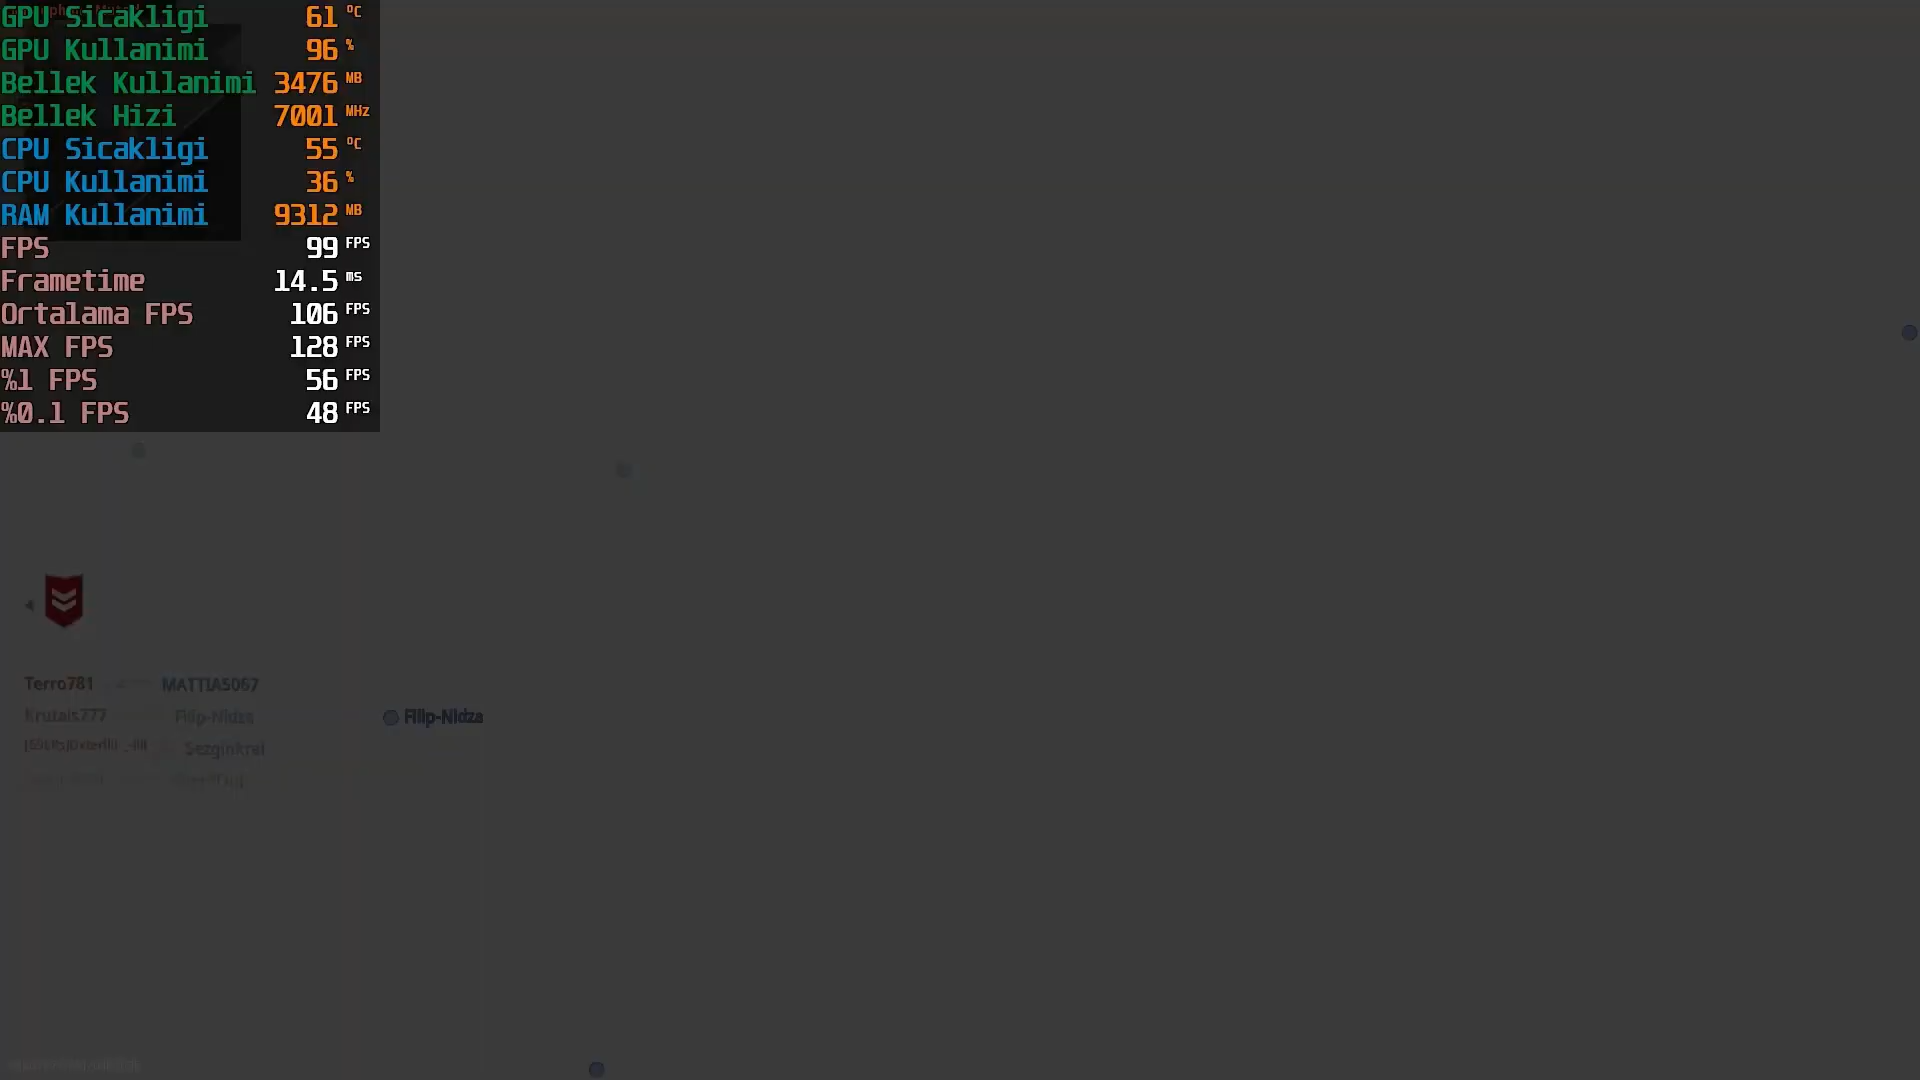 GPU Sicakligi 61 °C
GPU Kullanimi 96 %
Bellek Kullanimi 3476 MB
Bellek Hizi 7001 MHz
CPU Sicakligi 55 °C
CPU Kullanimi 36 %
RAM Kullanimi 9312 MB
FPS 99 FPS
Frametime 14.5 ms
Ortalama FPS 106 FPS
MAX FPS 128 FPS
%1 FPS 56 FPS
%0.1 FPS 48 FPS
Terro781 MATTIA5067
Krutais777 Filip-Nidza
Filip-Nidza
Sezginkral